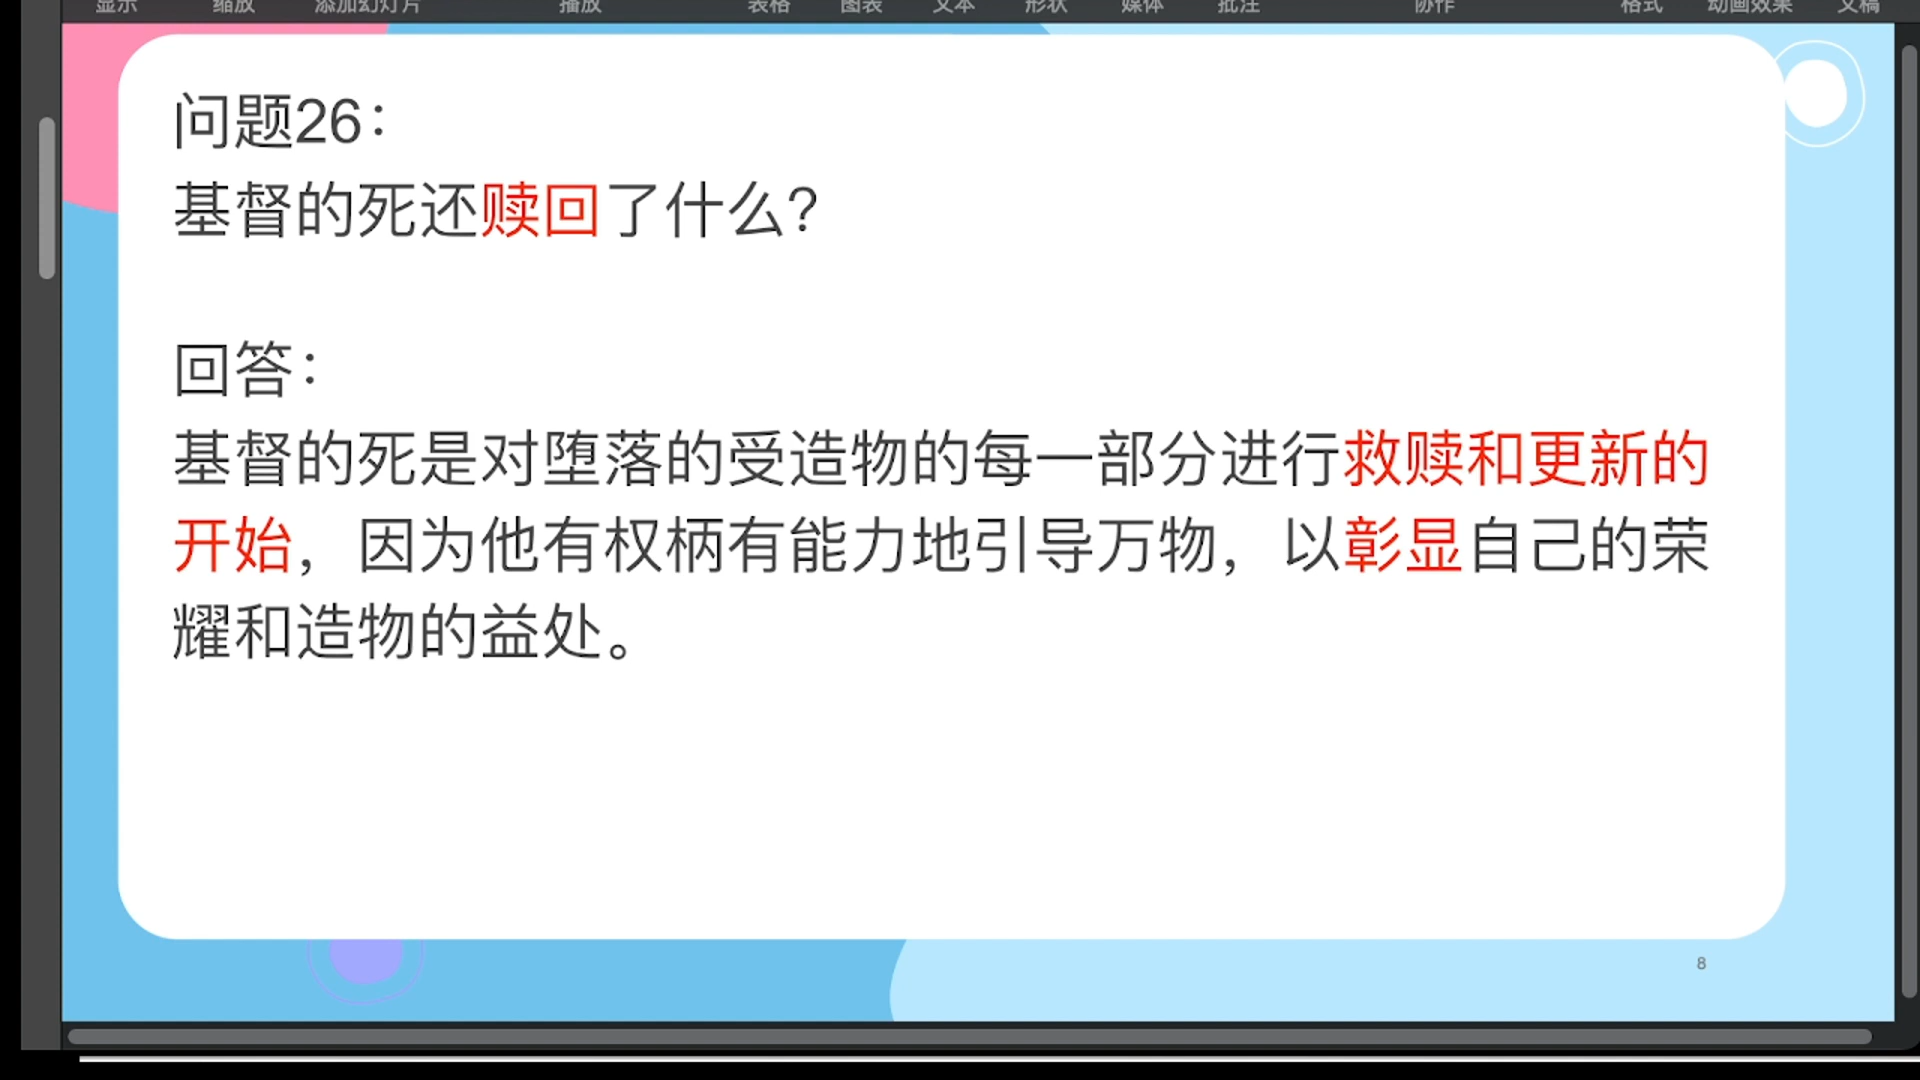 显示 缩放 添加幻灯片 播放 表格 图表 文本 形状 媒体 批注 协作 格式 动画效果 文稿
问题26：
基督的死还赎回了什么？
回答：
基督的死是对堕落的受造物的每一部分进行救赎和更新的
开始，因为他有权柄有能力地引导万物，以彰显自己的荣
耀和造物的益处。
8